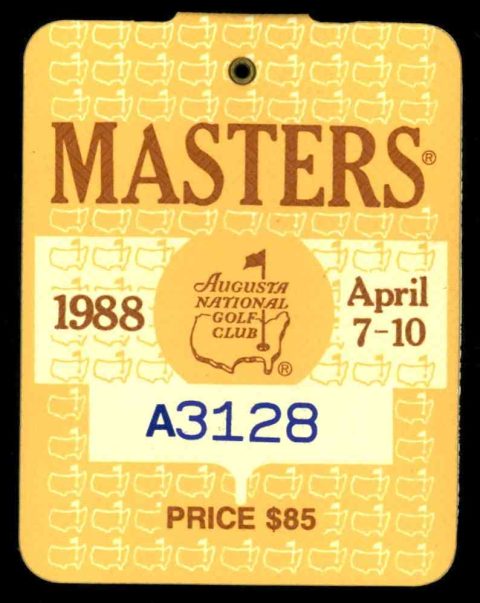 MASTERS®
1988
AUGUSTA
NATIONAL
GOLF
CLUB
®
April
7-10
A3128
PRICE $85